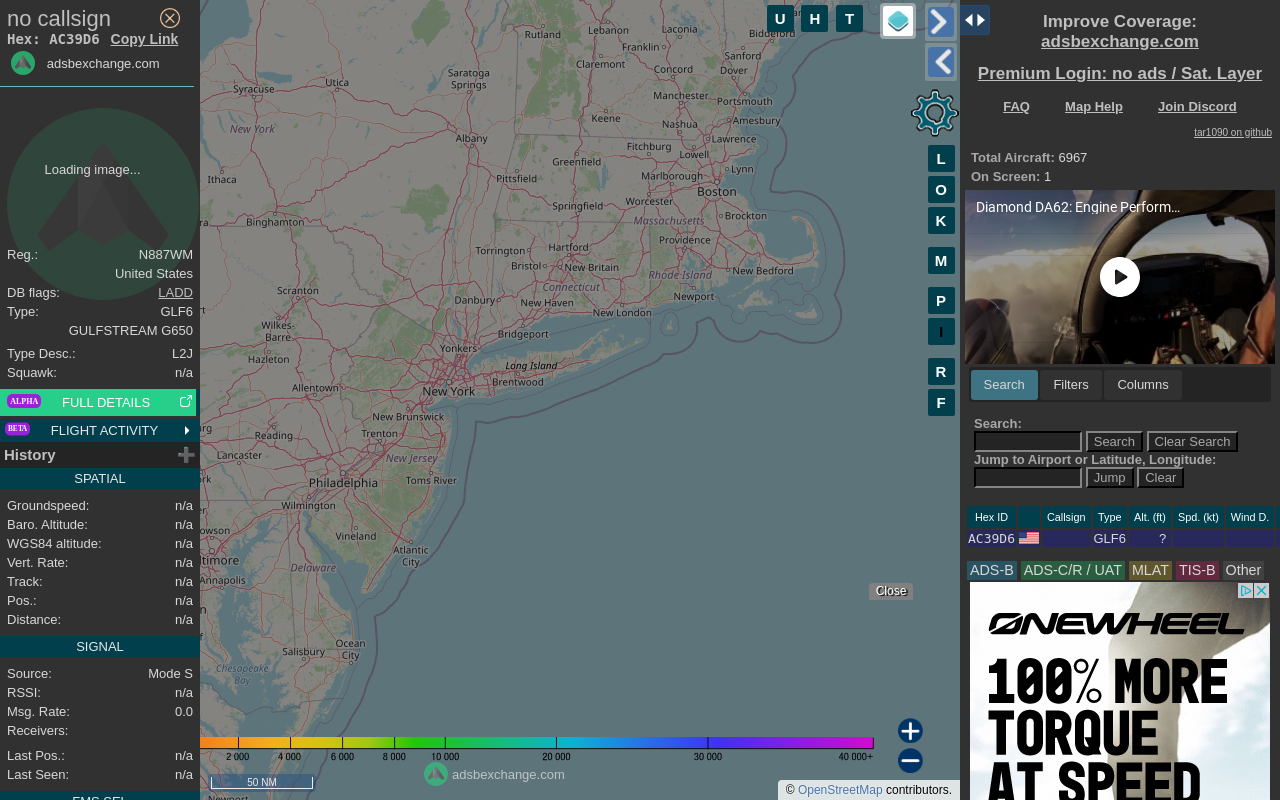 no callsign
Hex: AC39D6 Copy Link
adsbexchange.com
Loading image...
Reg.: N887WM
United States
DB flags: LADD
Type: GLF6
GULFSTREAM G650
Type Desc.: L2J
Squawk: n/a
ALPHA FULL DETAILS
BETA FLIGHT ACTIVITY
History
SPATIAL
Groundspeed: n/a
Baro. Altitude: n/a
WGS84 altitude: n/a
Vert. Rate: n/a
Track: n/a
Pos.: n/a
Distance: n/a
SIGNAL
Source: Mode S
RSSI: n/a
Msg. Rate: 0.0
Receivers:
Last Pos.: n/a
Last Seen: n/a
U H T
L
O
K
M
P
I
R
F
Rutland
Lebanon
Laconia
Franklin
Biddeford
Claremont
Sanford
Concord
Dover
Saratoga
Springs
Utica
Syracuse
Manchester
Portsmouth
Keene
Amesbury
Nashua
New York
Albany
Lawrence
Fitchburg
Lowell
Greenfield
Marlborough
Lynn
Ithaca
Pittsfield
Boston
Worcester
Springfield
Massachusetts
Brockton
Binghamton
Providence
Torrington
Hartford
Bristol
New Britain
Rhode Island
New Bedford
Connecticut
Scranton
Danbury
New Haven
Newport
New London
Wilkes-
Barre
Bridgeport
Yonkers
Hazleton
Long Island
Brentwood
Allentown
New York
New Brunswick
Reading
Trenton
Lancaster
New Jersey
Toms River
Philadelphia
Wilmington
Vineland
Atlantic
City
Delaware
Annapolis
Ocean
City
Salisbury
Chesapeake
Bay
Close
2 000 4 000 6 000 8 000 10 000 20 000 30 000 40 000+
adsbexchange.com
50 NM
© OpenStreetMap contributors.
Improve Coverage:
adsbexchange.com
Premium Login: no ads / Sat. Layer
FAQ Map Help Join Discord
tar1090 on github
Total Aircraft: 6967
On Screen: 1
Diamond DA62: Engine Perform...
Search Filters Columns
Search:
Search Clear Search
Jump to Airport or Latitude, Longitude:
Jump Clear
Hex ID Callsign Type Alt. (ft) Spd. (kt) Wind D.
AC39D6 GLF6 ?
ADS-B ADS-C/R / UAT MLAT TIS-B Other
ONEWHEEL
100% MORE
TORQUE
AT SPEED